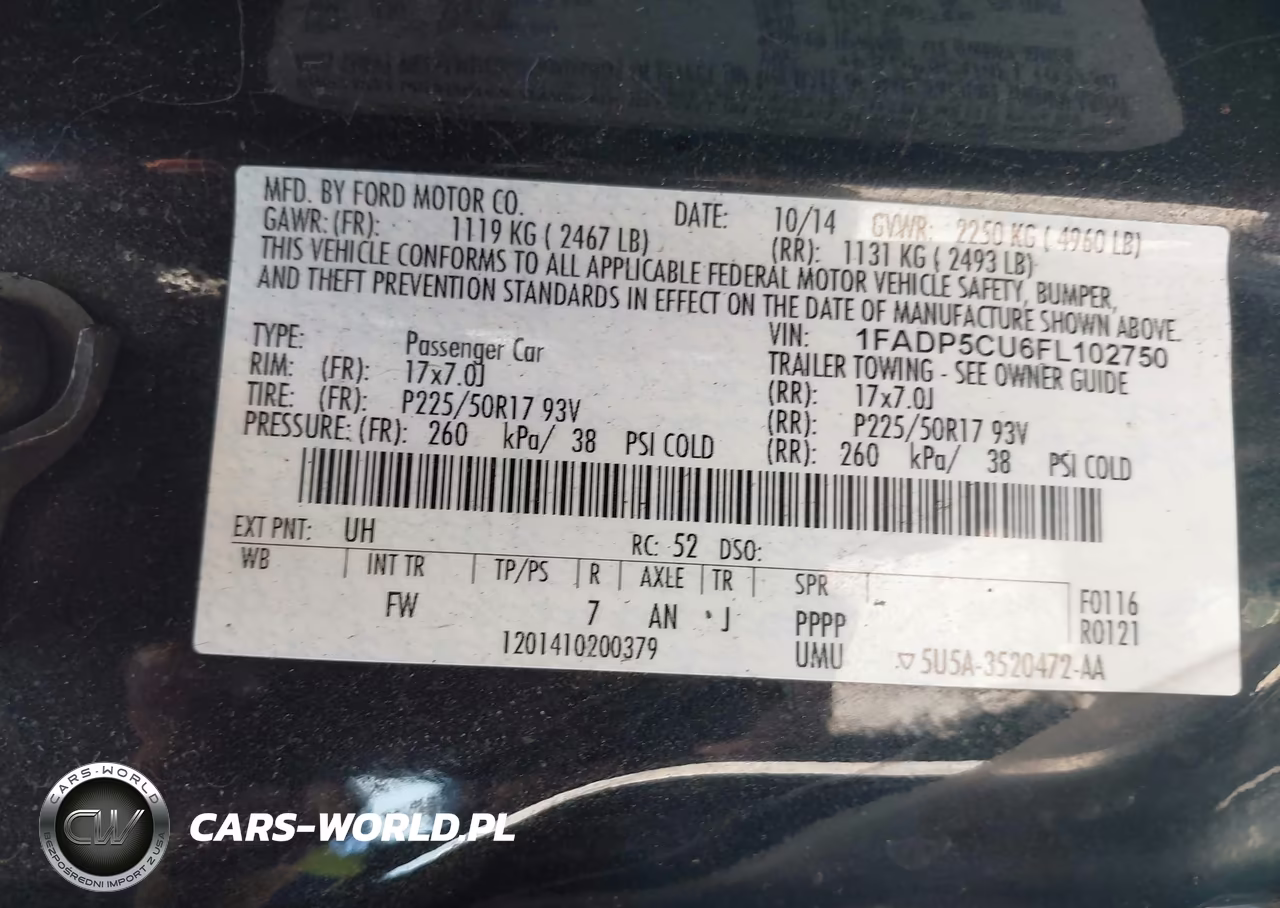 MFD. BY FORD MOTOR CO. DATE: 10/14 GVWR: 2250 KG ( 4960 LB)
GAWR: (FR): 1119 KG ( 2467 LB) (RR): 1131 KG ( 2493 LB)
THIS VEHICLE CONFORMS TO ALL APPLICABLE FEDERAL MOTOR VEHICLE SAFETY, BUMPER,
AND THEFT PREVENTION STANDARDS IN EFFECT ON THE DATE OF MANUFACTURE SHOWN ABOVE.
VIN: 1FADP5CU6FL102750
TYPE: Passenger Car TRAILER TOWING - SEE OWNER GUIDE
RIM: (FR): 17x7.0J (RR): 17x7.0J
TIRE: (FR): P225/50R17 93V (RR): P225/50R17 93V
PRESSURE: (FR): 260 kPa/ 38 PSI COLD (RR): 260 kPa/ 38 PSI COLD
EXT PNT: UH RC: 52 DSO:
WB INT TR TP/PS R AXLE TR SPR
FW 7 AN J PPPP
F0116
R0121
1201410200379 UMU ▽ 5U5A-3520472-AA
CARS-WORLD
CW
BEZPOŚREDNI IMPORT Z USA
CARS-WORLD.PL